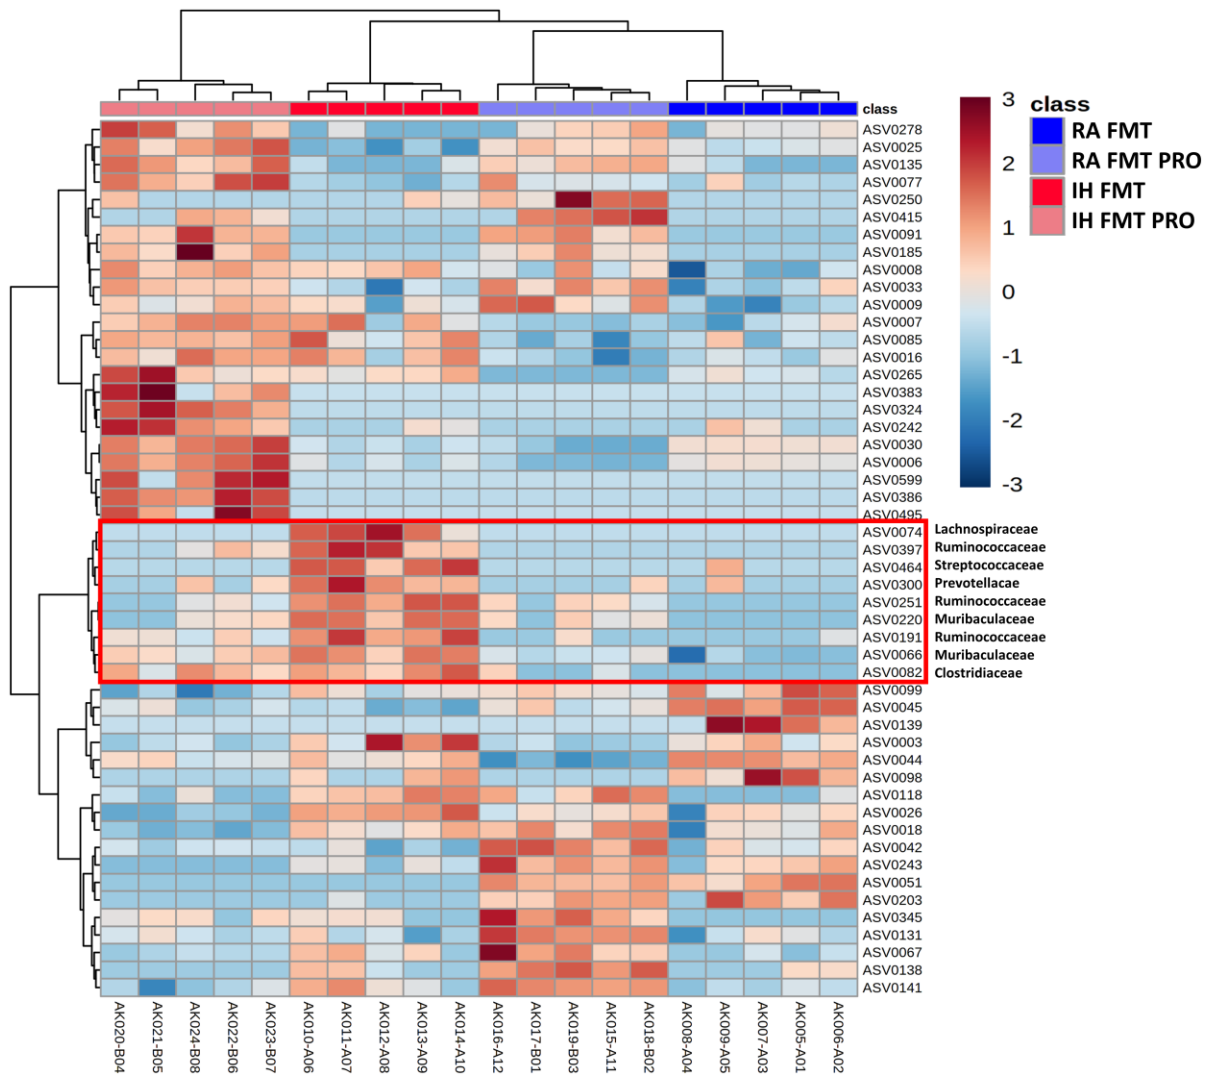 class
ASV0278
ASV0025
ASV0135
ASV0077
ASV0250
ASV0415
ASV0091
ASV0185
ASV0008
ASV0033
ASV0009
ASV0007
ASV0085
ASV0016
ASV0265
ASV0383
ASV0324
ASV0242
ASV0030
ASV0006
ASV0599
ASV0386
ASV0495
ASV0074 Lachnospiraceae
ASV0397 Ruminococcaceae
ASV0464 Streptococcaceae
ASV0300 Prevotellacae
ASV0251 Ruminococcaceae
ASV0220 Muribaculaceae
ASV0191 Ruminococcaceae
ASV0066 Muribaculaceae
ASV0082 Clostridiaceae
ASV0099
ASV0045
ASV0139
ASV0003
ASV0044
ASV0098
ASV0118
ASV0026
ASV0018
ASV0042
ASV0243
ASV0051
ASV0203
ASV0345
ASV0131
ASV0067
ASV0138
ASV0141
3
2
1
0
-1
-2
-3
class
RA FMT
RA FMT PRO
IH FMT
IH FMT PRO
AK020-B04
AK021-B05
AK024-B08
AK022-B06
AK023-B07
AK010-A06
AK011-A07
AK012-A08
AK013-A09
AK014-A10
AK016-A12
AK017-B01
AK019-B03
AK015-A11
AK018-B02
AK008-A04
AK009-A05
AK007-A03
AK005-A01
AK006-A02